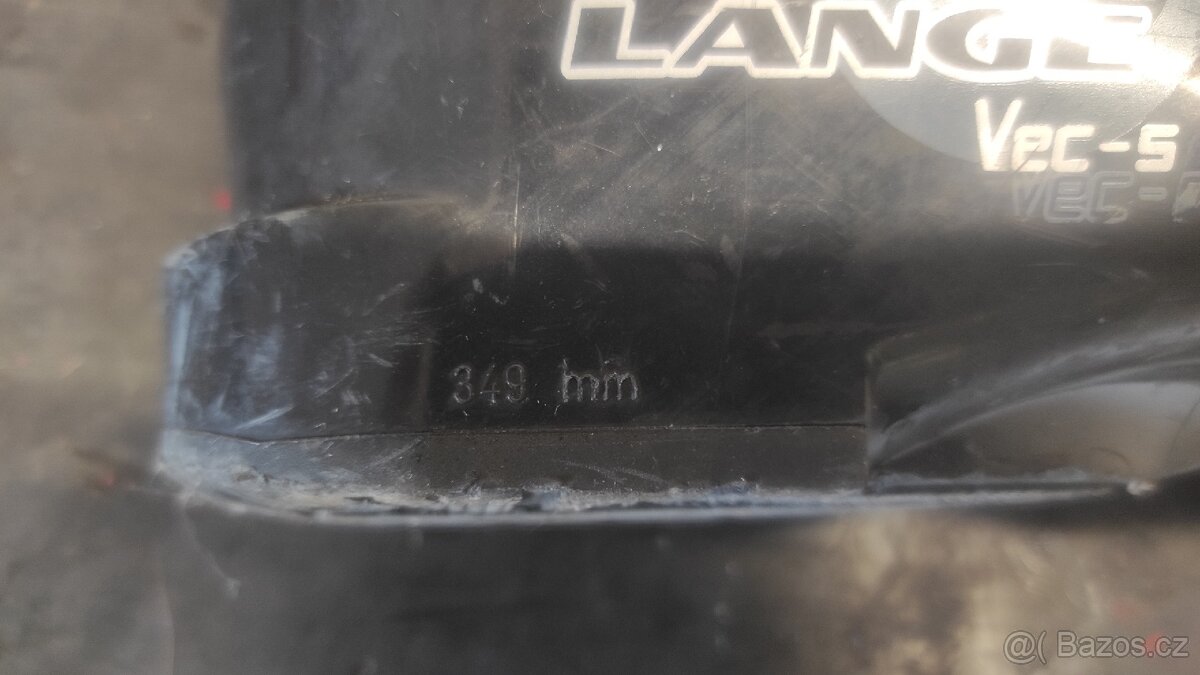 LANGE
Vec-s
349 mm
@( Bazos.cz